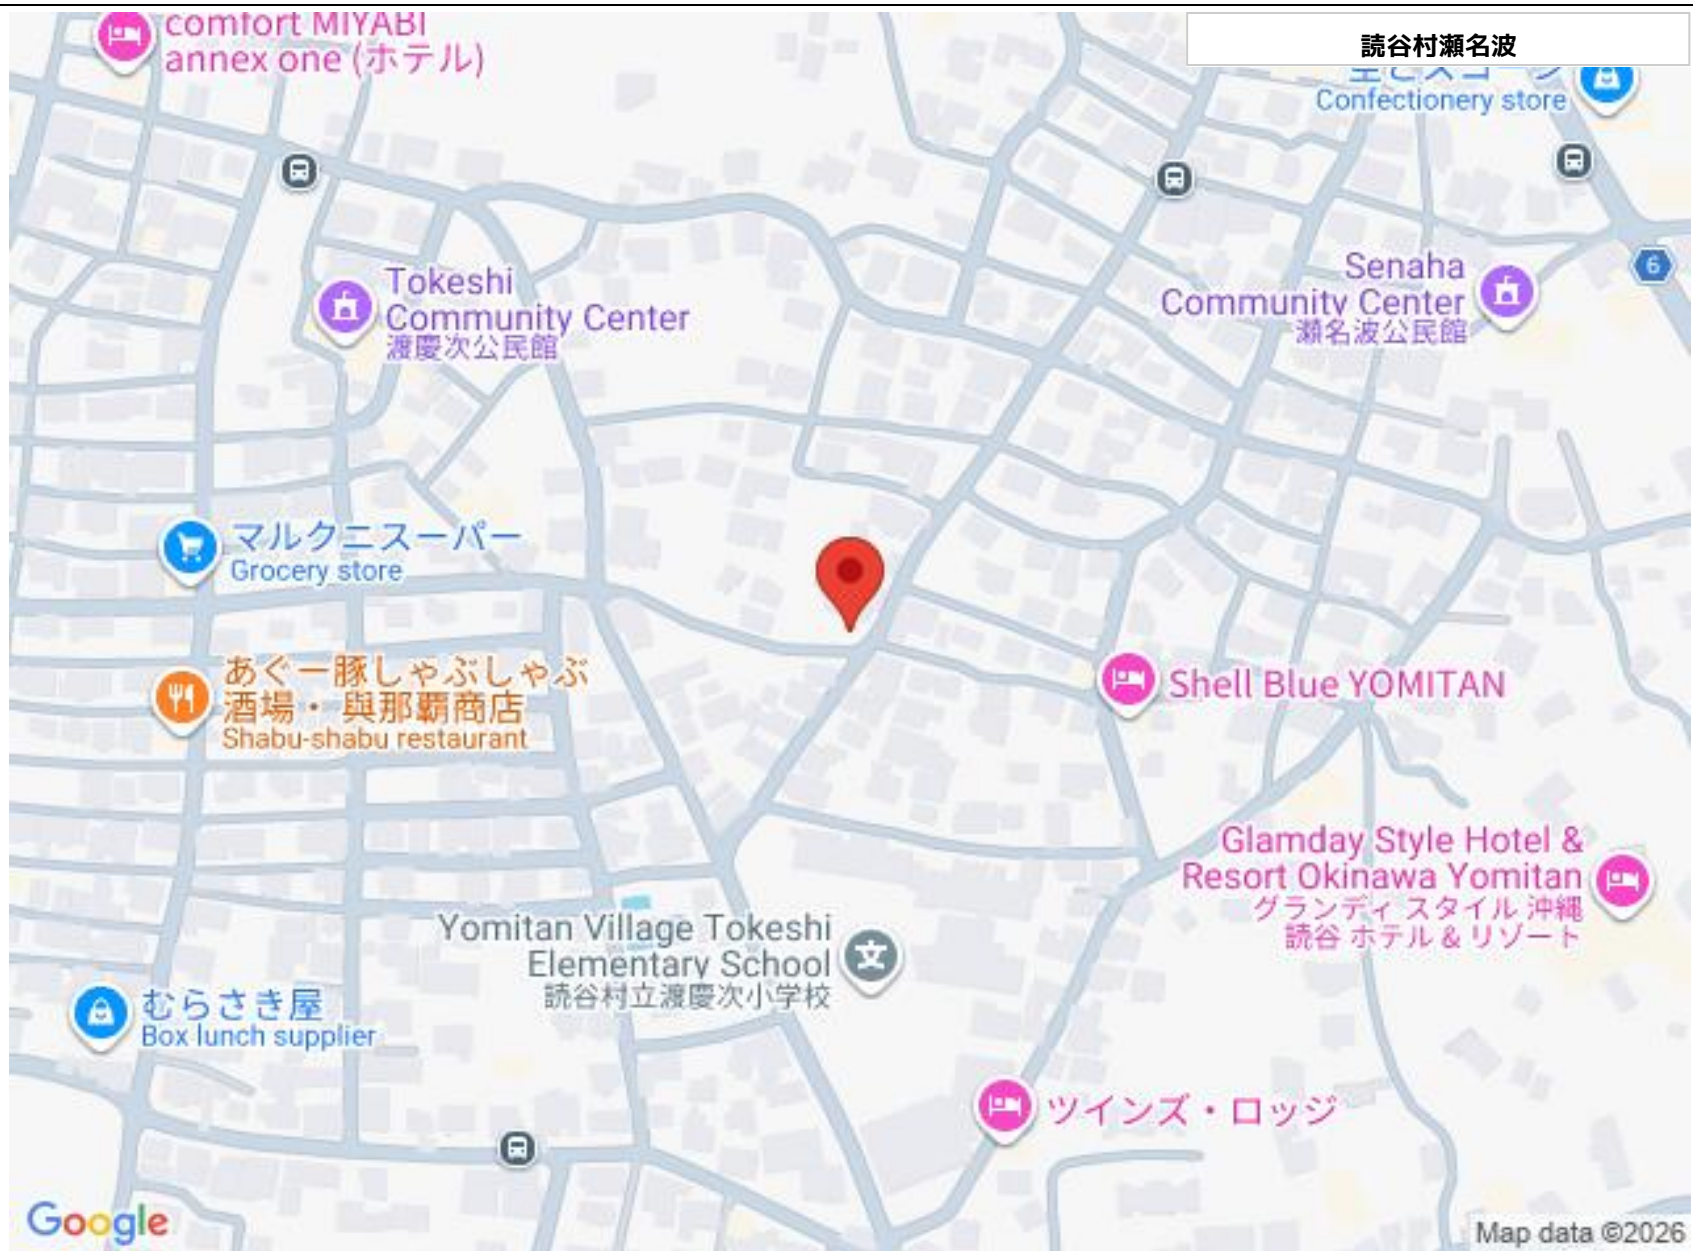 comfort MIYABI
annex one (ホテル)
読谷村瀬名波
Confectionery store
6
Tokeshi
Community Center
渡慶次公民館
Senaha
Community Center
瀬名波公民館
マルクニスーパー
Grocery store
あぐー豚しゃぶしゃぶ
酒場・與那覇商店
Shabu-shabu restaurant
Shell Blue YOMITAN
Glamday Style Hotel &
Resort Okinawa Yomitan
グランディ スタイル 沖縄
読谷 ホテル & リゾート
Yomitan Village Tokeshi
Elementary School
読谷村立渡慶次小学校
文
むらさき屋
Box lunch supplier
ツインズ・ロッジ
Google
Map data ©2026